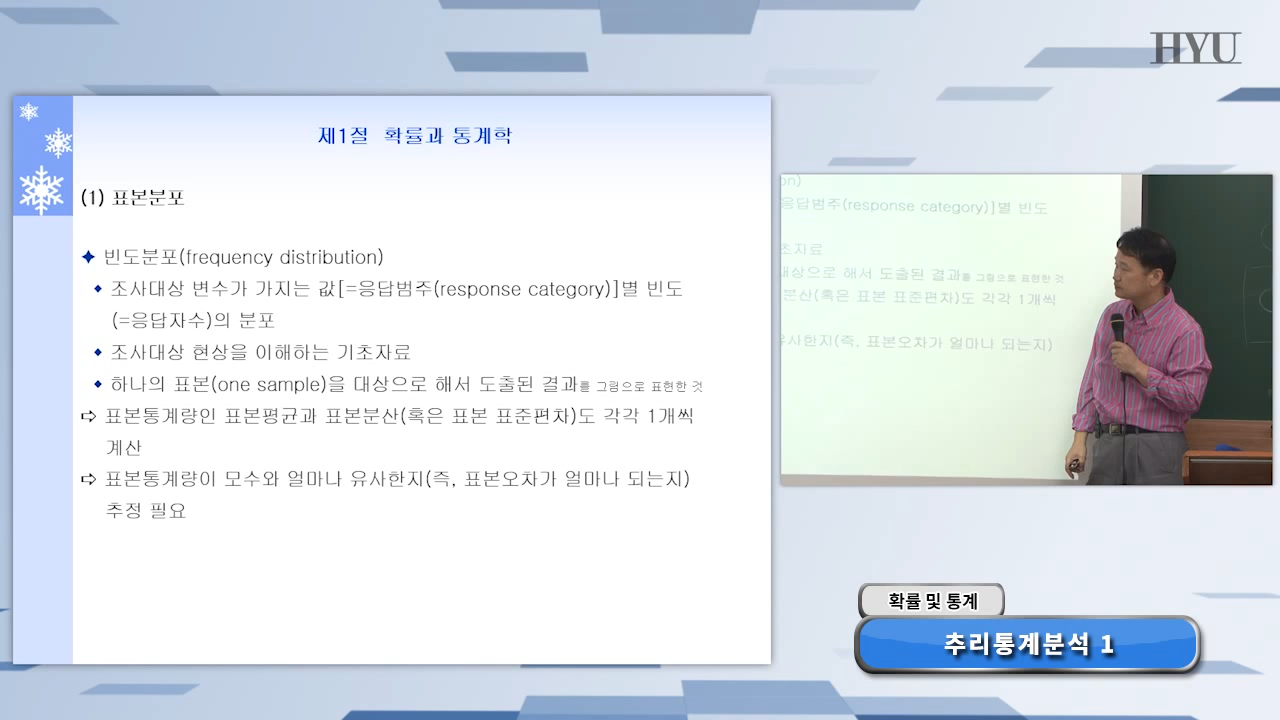 HYU
제1절 확률과 통계학
(1) 표본분포
빈도분포(frequency distribution)
조사대상 변수가 가지는 값[=응답범주(response category)]별 빈도
(=응답자수)의 분포
조사대상 현상을 이해하는 기초자료
하나의 표본(one sample)을 대상으로 해서 도출된 결과를 그림으로 표현한 것
⇨ 표본통계량인 표본평균과 표본분산(혹은 표본 표준편차)도 각각 1개씩
계산
⇨ 표본통계량이 모수와 얼마나 유사한지(즉, 표본오차가 얼마나 되는지)
추정 필요
on)
응답범주(response category)]별 빈도
초자료
대상으로 해서 도출된 결과를 그림으로 표현한 것
분산(혹은 표본 표준편차)도 각각 1개씩
유사한지(즉, 표본오차가 얼마나 되는지)
확률 및 통계
추리통계분석 1